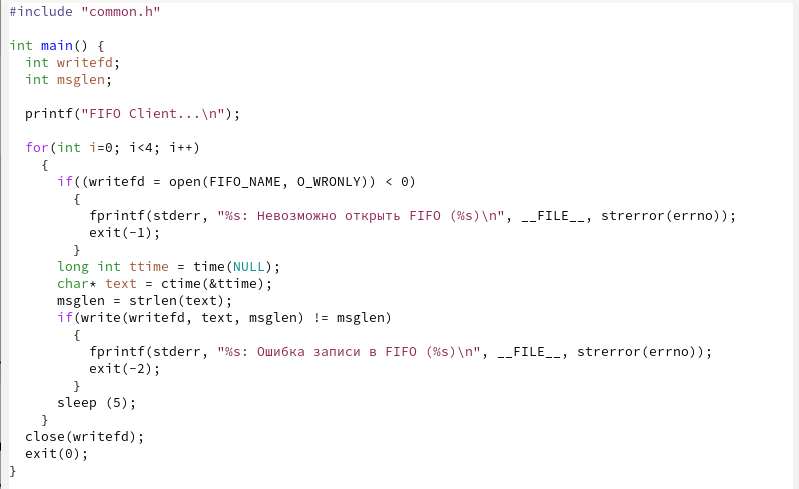 #include "common.h"
int main() {
int writefd;
int msglen;
printf("FIFO Client...\n");
for(int i=0; i<4; i++)
{
if((writefd = open(FIFO_NAME, O_WRONLY)) < 0)
{
fprintf(stderr, "%s: Невозможно открыть FIFO (%s)\n", __FILE__, strerror(errno));
exit(-1);
}
long int ttime = time(NULL);
char* text = ctime(&ttime);
msglen = strlen(text);
if(write(writefd, text, msglen) != msglen)
{
fprintf(stderr, "%s: Ошибка записи в FIFO (%s)\n", __FILE__, strerror(errno));
exit(-2);
}
sleep (5);
}
close(writefd);
exit(0);
}